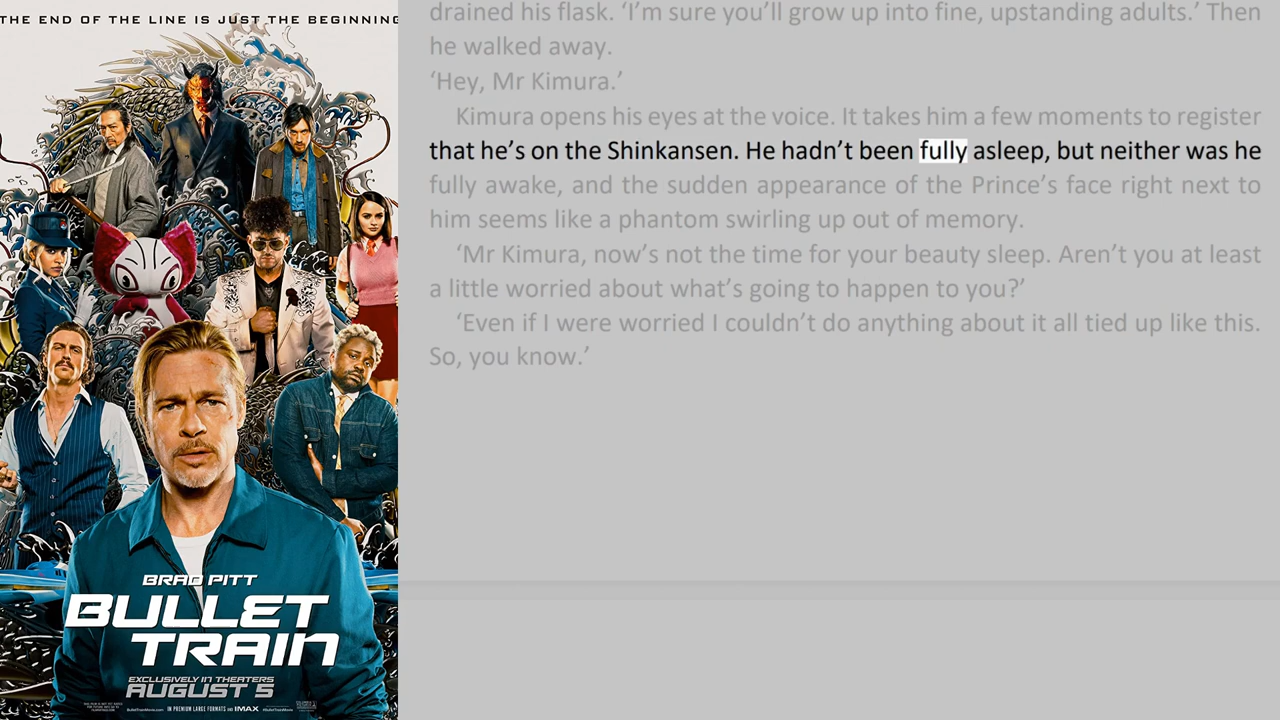 THE END OF THE LINE IS JUST THE BEGINNING
BRAD PITT
BULLET
TRAIN
EXCLUSIVELY IN THEATERS
AUGUST 5
IN PREMIUM LARGE FORMATS AND IMAX
drained his flask. ‘I’m sure you’ll grow up into fine, upstanding adults.’ Then
he walked away.
‘Hey, Mr Kimura.’
Kimura opens his eyes at the voice. It takes him a few moments to register
that he’s on the Shinkansen. He hadn’t been fully asleep, but neither was he
fully awake, and the sudden appearance of the Prince’s face right next to
him seems like a phantom swirling up out of memory.
‘Mr Kimura, now’s not the time for your beauty sleep. Aren’t you at least
a little worried about what’s going to happen to you?’
‘Even if I were worried I couldn’t do anything about it all tied up like this.
So, you know.’